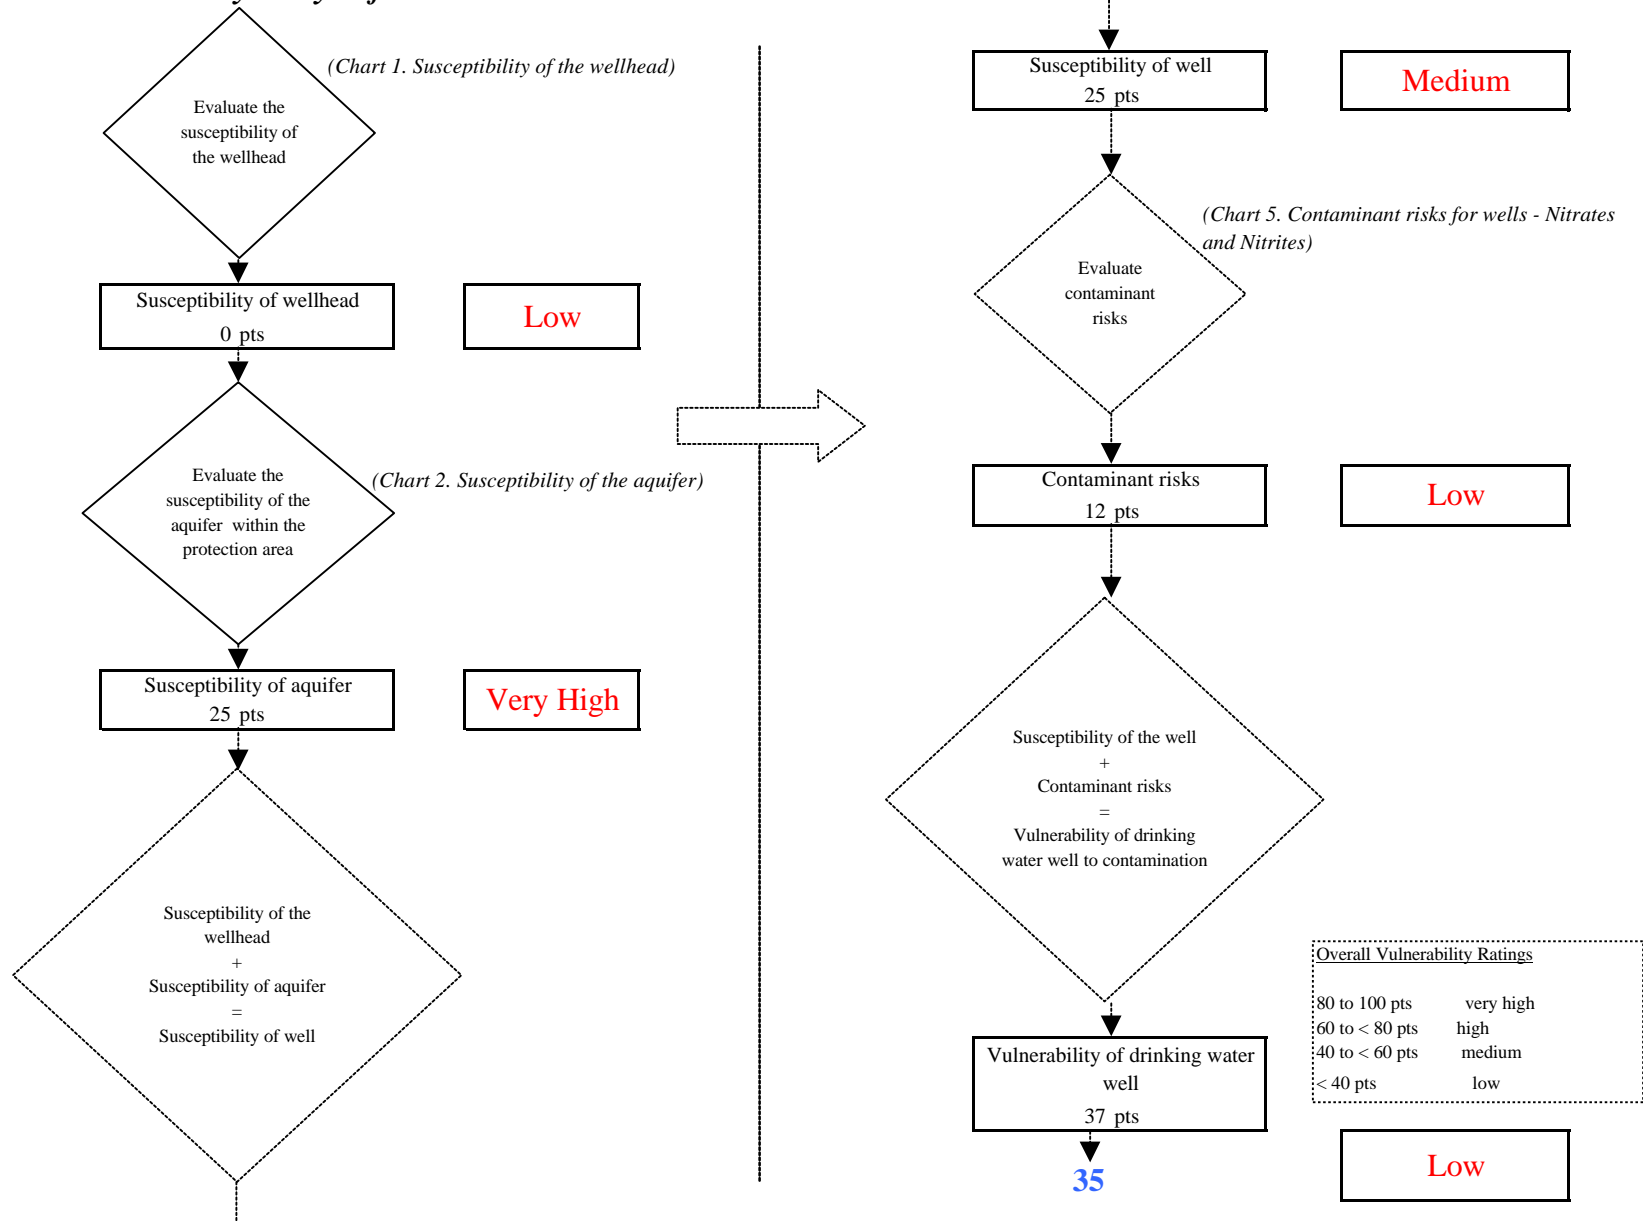 (Chart 1. Susceptibility of the wellhead)
Evaluate the
susceptibility of
the wellhead
Susceptibility of wellhead
0 pts
Low
Evaluate the
susceptibility of the
aquifer within the
protection area
(Chart 2. Susceptibility of the aquifer)
Susceptibility of aquifer
25 pts
Very High
Susceptibility of the
wellhead
+
Susceptibility of aquifer
=
Susceptibility of well
Susceptibility of well
25 pts
Medium
(Chart 5. Contaminant risks for wells - Nitrates
and Nitrites)
Evaluate
contaminant
risks
Contaminant risks
12 pts
Low
Susceptibility of the well
+
Contaminant risks
=
Vulnerability of drinking
water well to contamination
Overall Vulnerability Ratings
80 to 100 pts very high
60 to < 80 pts high
40 to < 60 pts medium
< 40 pts low
Vulnerability of drinking water
well
37 pts
35
Low